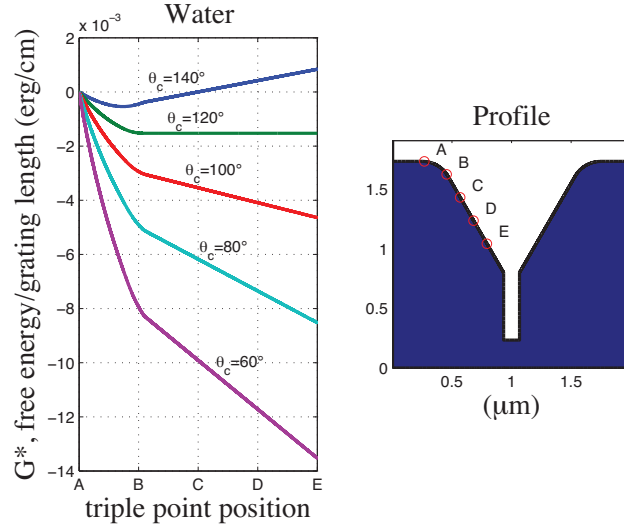 Water
x 10⁻³
G*, free energy/grating length (erg/cm)
2
0
−2
−4
−6
−8
−10
−12
−14
θc=140°
θc=120°
θc=100°
θc=80°
θc=60°
A B C D E
triple point position
Profile
A
B
C
D
E
1.5
1
0.5
0
0.5 1 1.5
(μm)